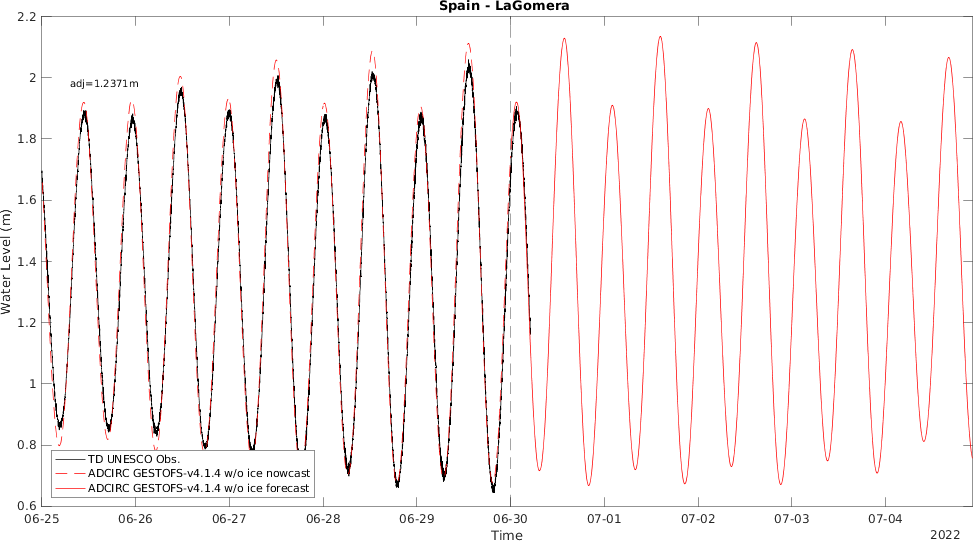 Spain - LaGomera
2.2
2
1.8
1.6
1.4
1.2
1
0.8
0.6
Water Level (m)
adj=1.2371m
TD UNESCO Obs.
ADCIRC GESTOFS-v4.1.4 w/o ice nowcast
ADCIRC GESTOFS-v4.1.4 w/o ice forecast
06-25 06-26 06-27 06-28 06-29 06-30 07-01 07-02 07-03 07-04
Time
2022